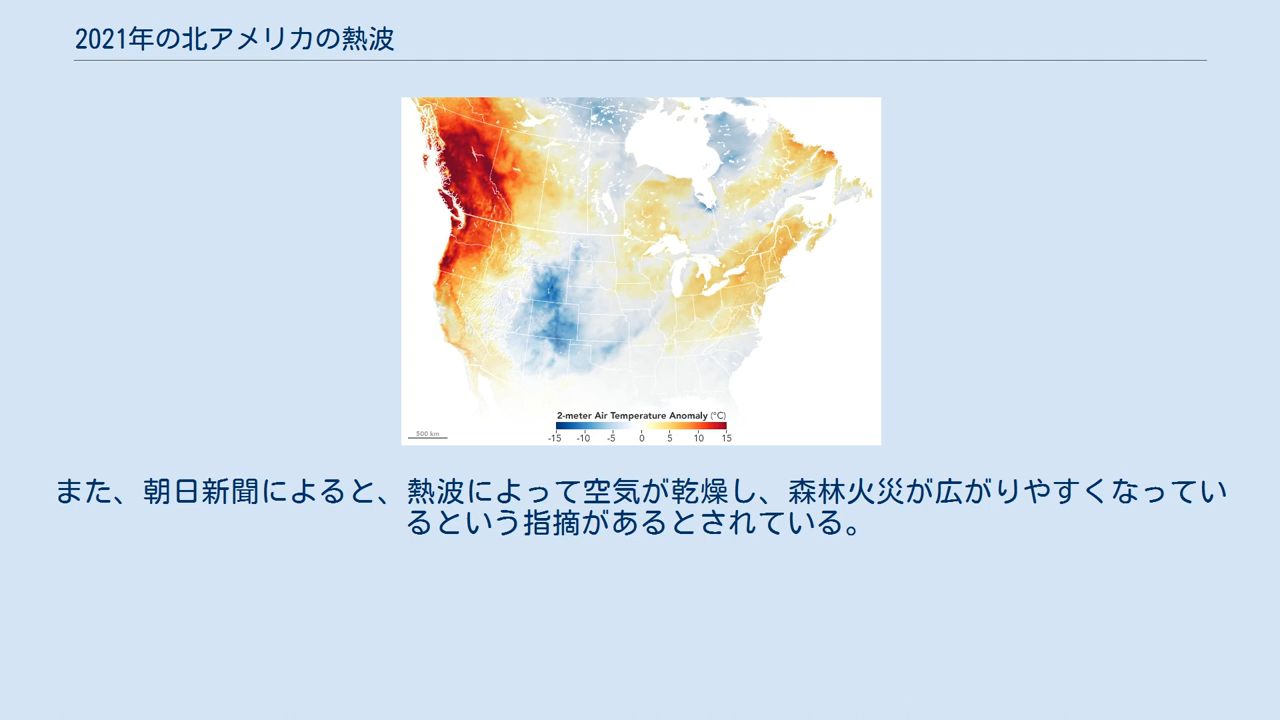 2021年の北アメリカの熱波
2-meter Air Temperature Anomaly (°C)
-15 -10 -5 0 5 10 15
500 km
また、朝日新聞によると、熱波によって空気が乾燥し、森林火災が広がりやすくなってい
るという指摘があるとされている。